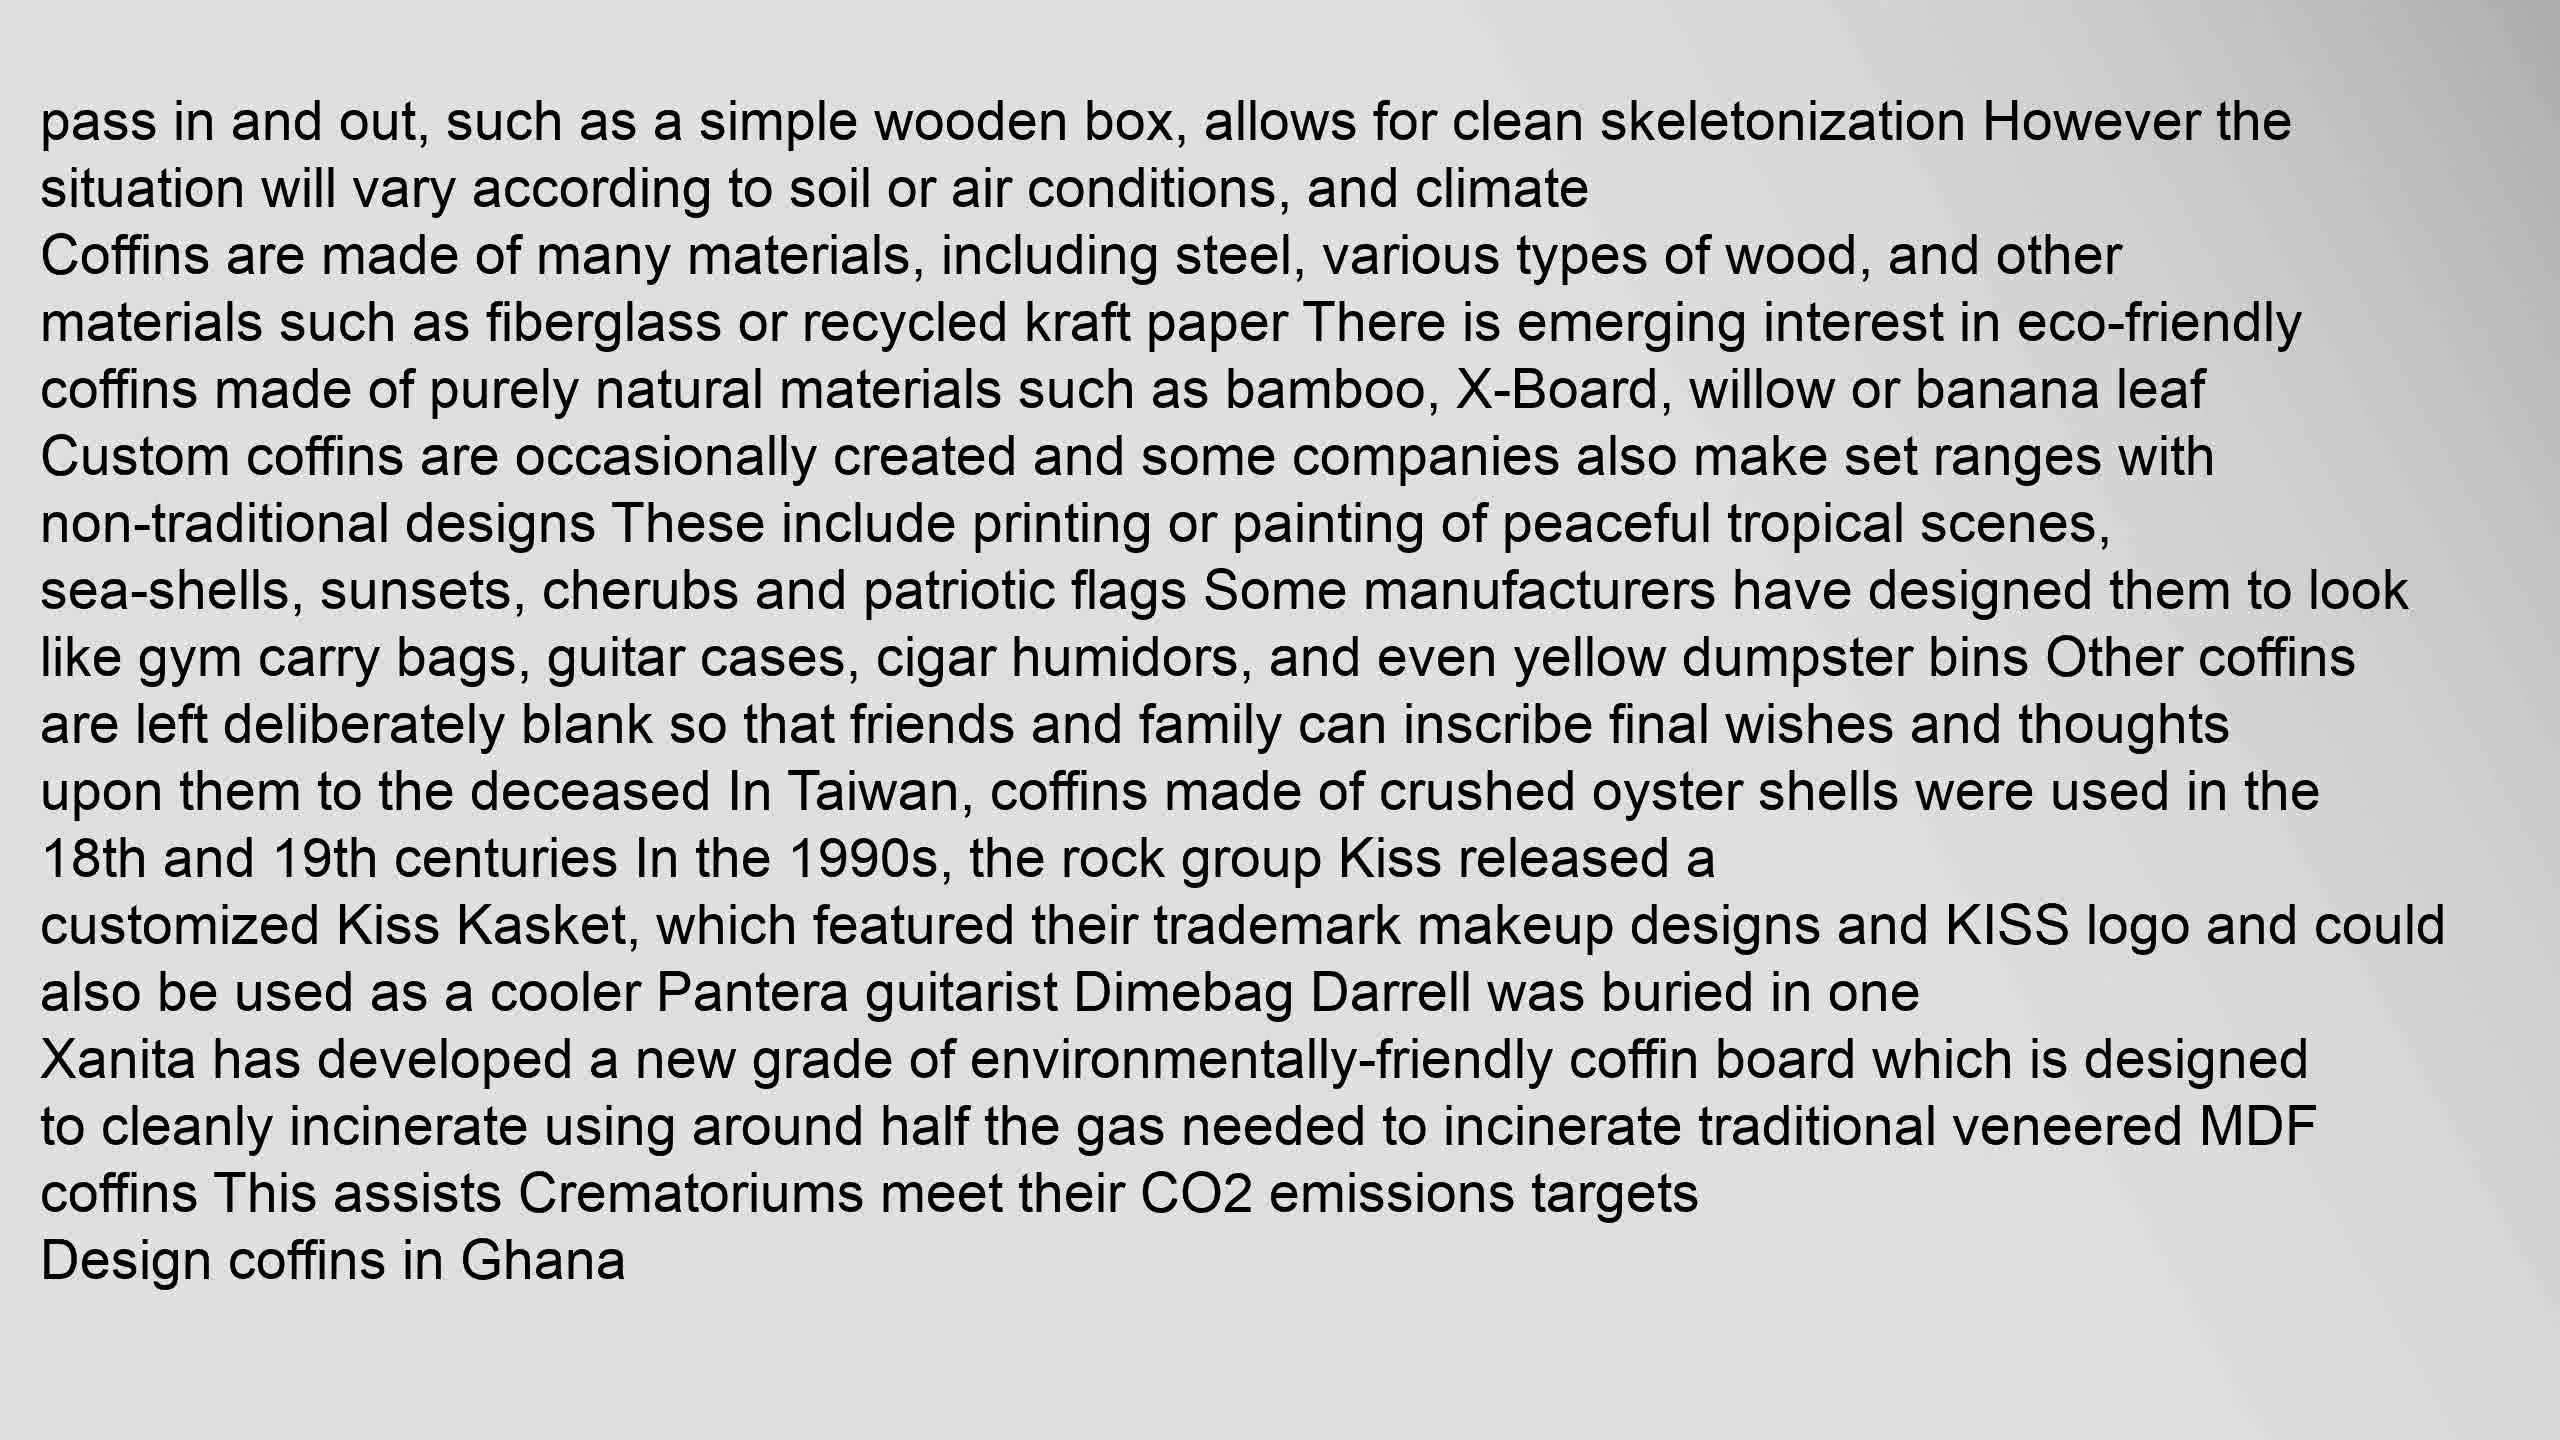 pass in and out, such as a simple wooden box, allows for clean skeletonization However the
situation will vary according to soil or air conditions, and climate
Coffins are made of many materials, including steel, various types of wood, and other
materials such as fiberglass or recycled kraft paper There is emerging interest in eco-friendly
coffins made of purely natural materials such as bamboo, X-Board, willow or banana leaf
Custom coffins are occasionally created and some companies also make set ranges with
non-traditional designs These include printing or painting of peaceful tropical scenes,
sea-shells, sunsets, cherubs and patriotic flags Some manufacturers have designed them to look
like gym carry bags, guitar cases, cigar humidors, and even yellow dumpster bins Other coffins
are left deliberately blank so that friends and family can inscribe final wishes and thoughts
upon them to the deceased In Taiwan, coffins made of crushed oyster shells were used in the
18th and 19th centuries In the 1990s, the rock group Kiss released a
customized Kiss Kasket, which featured their trademark makeup designs and KISS logo and could
also be used as a cooler Pantera guitarist Dimebag Darrell was buried in one
Xanita has developed a new grade of environmentally-friendly coffin board which is designed
to cleanly incinerate using around half the gas needed to incinerate traditional veneered MDF
coffins This assists Crematoriums meet their CO2 emissions targets
Design coffins in Ghana